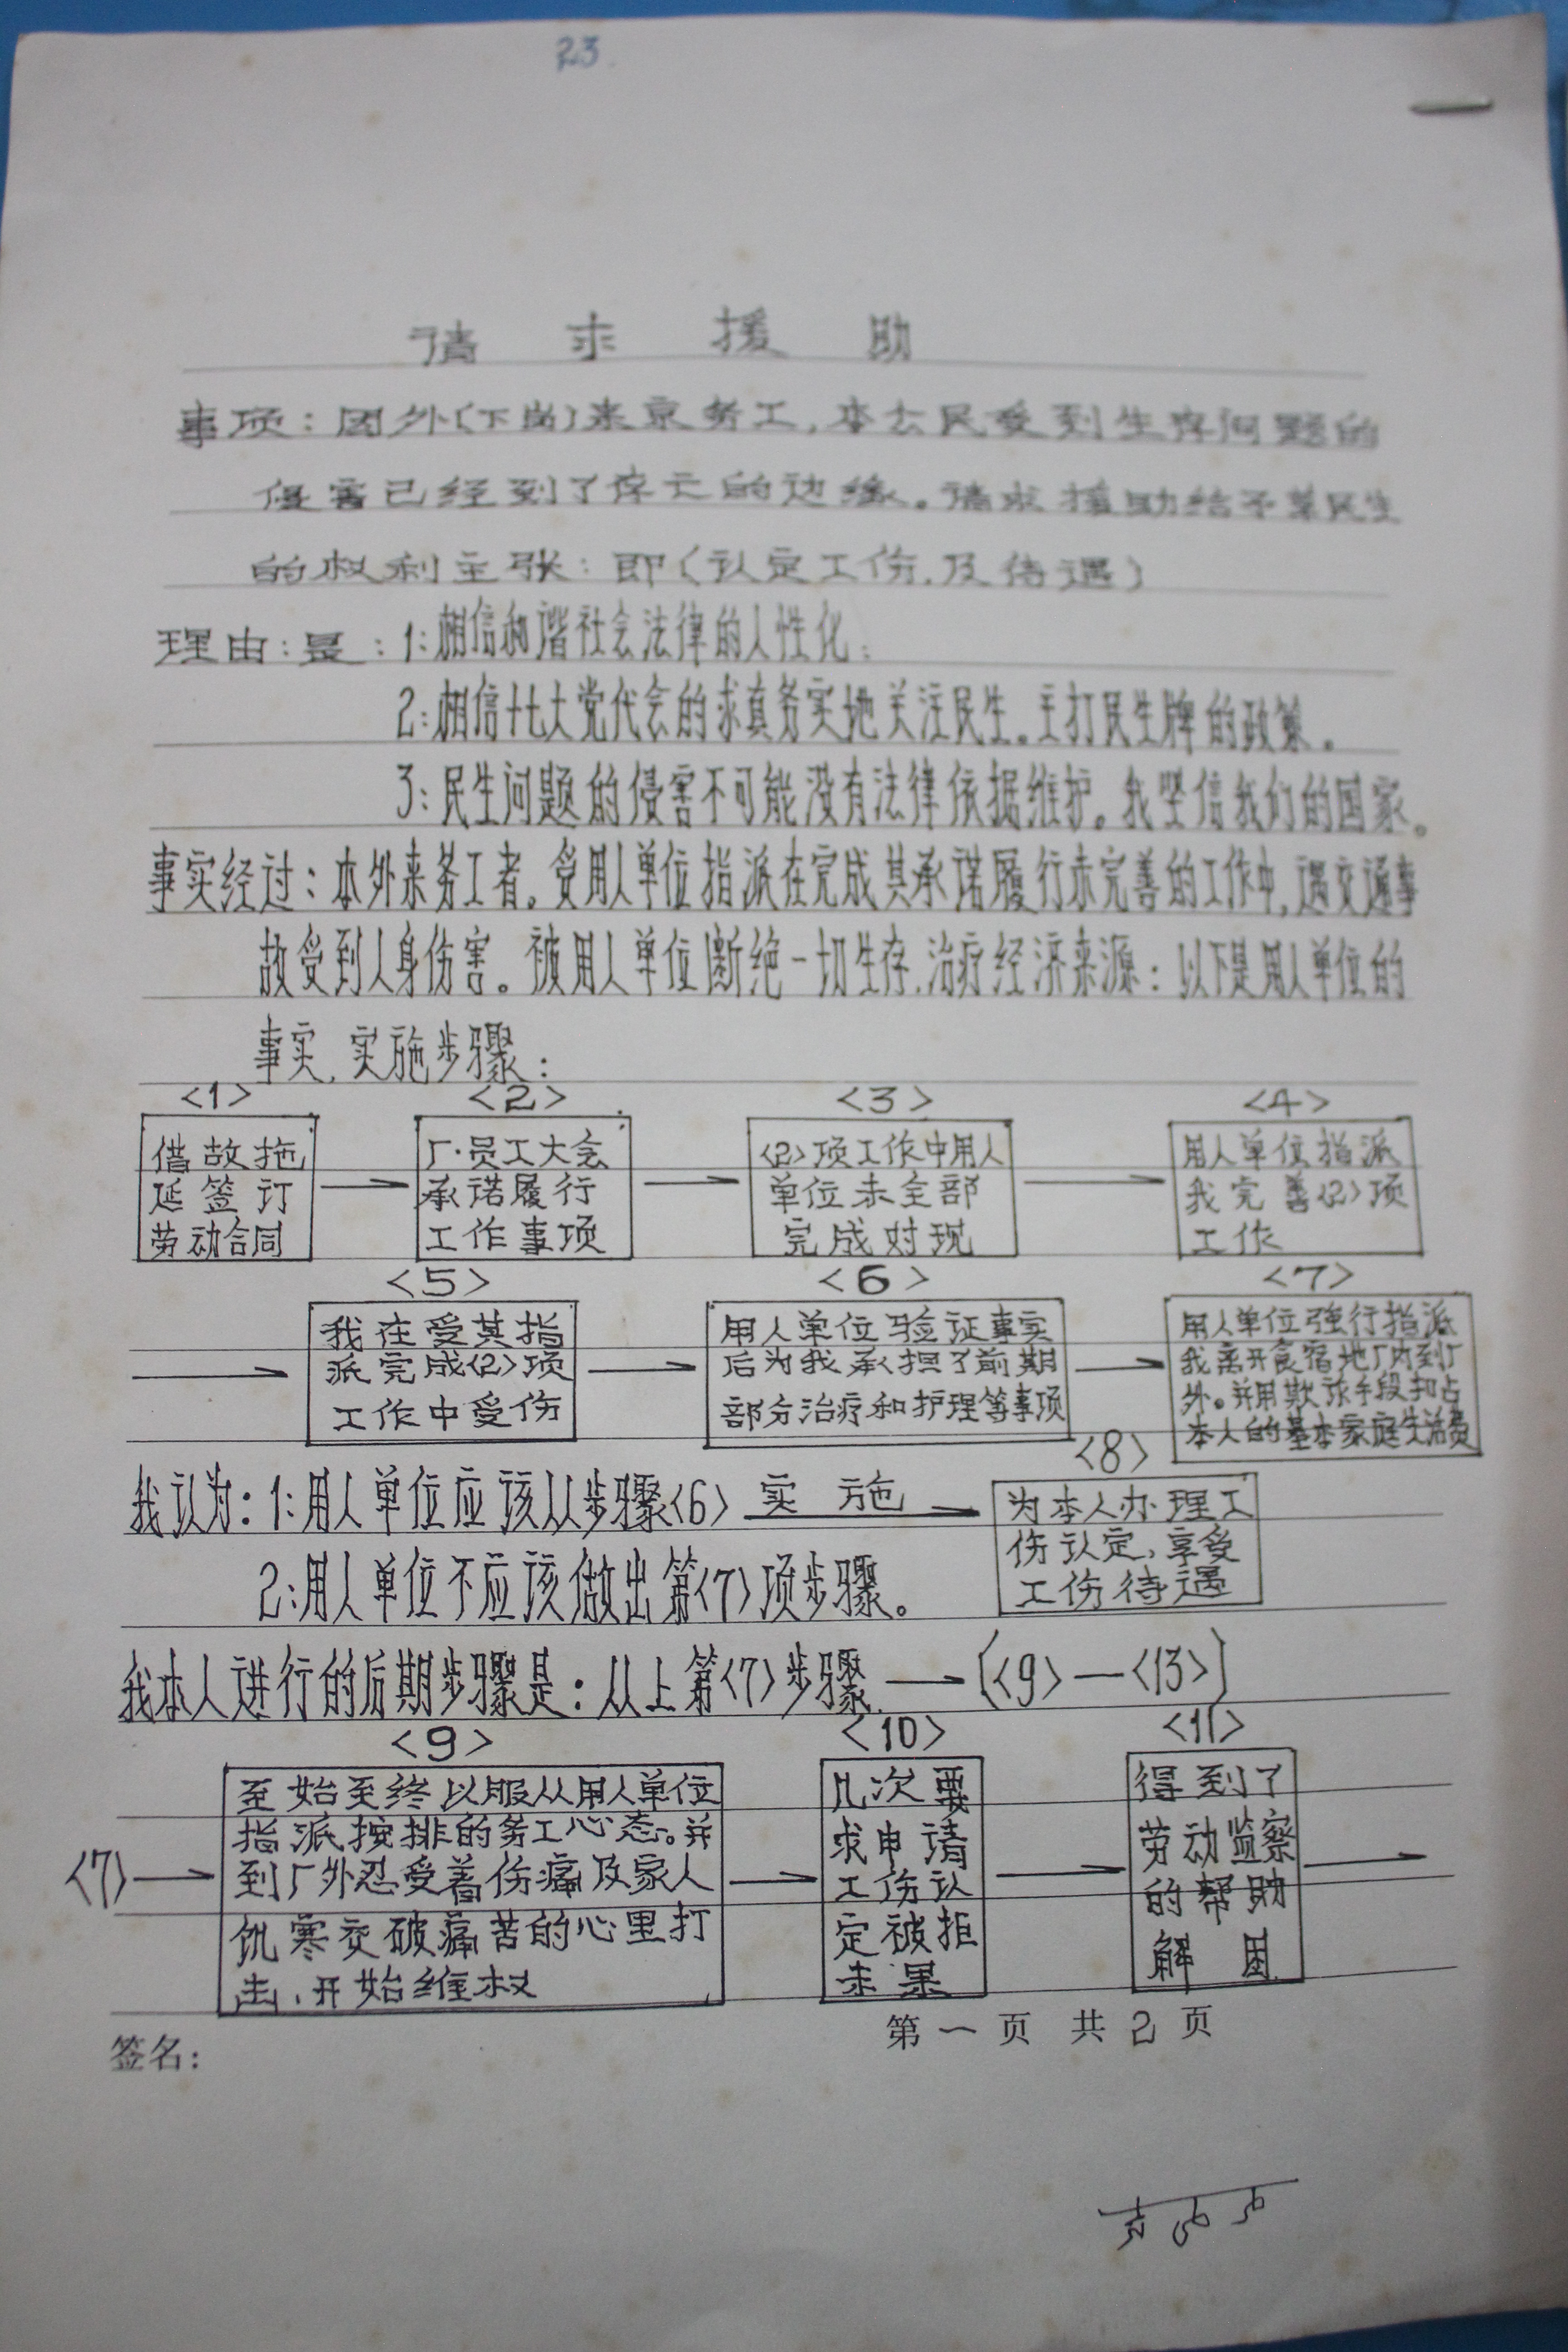 23.
请求援助
事项：因外(下岗)来京务工,本公民受到生存问题的
侵害已经到了存亡的边缘。请求援助给予某民生
的权利主张：即(认定工伤.及待遇)
理由：是：1:相信和谐社会法律的人性化;
2:相信十七大党代会的求真务实地关注民生。主打民生牌的政策。
3:民生问题的侵害不可能没有法律依据维护。我坚信我们的国家。
事实经过：本外来务工者。受用人单位指派在完成其承诺履行未完善的工作中,遇交通事
故受到人身伤害。被用人单位断绝一切生存.治疗经济来源：以下是用人单位的
事实.实施步骤：
<1>
借故拖
延签订
劳动合同
<2>
厂.员工大会
承诺履行
工作事项
<3>
<2>项工作中用人
单位未全部
完成对现
<4>
用人单位指派
我完善<2>项
工作
<5>
我在受其指
派完成<2>项
工作中受伤
<6>
用人单位验证事实
后为我承担了前期
部分治疗和护理等事项
<7>
用人单位强行指派
我离开食宿地厂内到厂
外。并用欺诈手段扣占
本人的基本家庭生活费
我认为：1:用人单位应该从步骤<6> 实施
<8>
为本人办理工
伤认定,享受
工伤待遇
2:用人单位不应该做出第<7>项步骤。
我本人进行的后期步骤是：从上第<7>步骤 (<9>—<13>)
<7>
<9>
至始至终以服从用人单位
指派按排的务工心态。并
到厂外忍受着伤痛及家人
饥寒交破痛苦的心里打
击.开始维权
<10>
几次要
求申请
工伤认
定被拒
未果
<11>
得到了
劳动监察
的帮助
解困
签名：
第一页 共2页